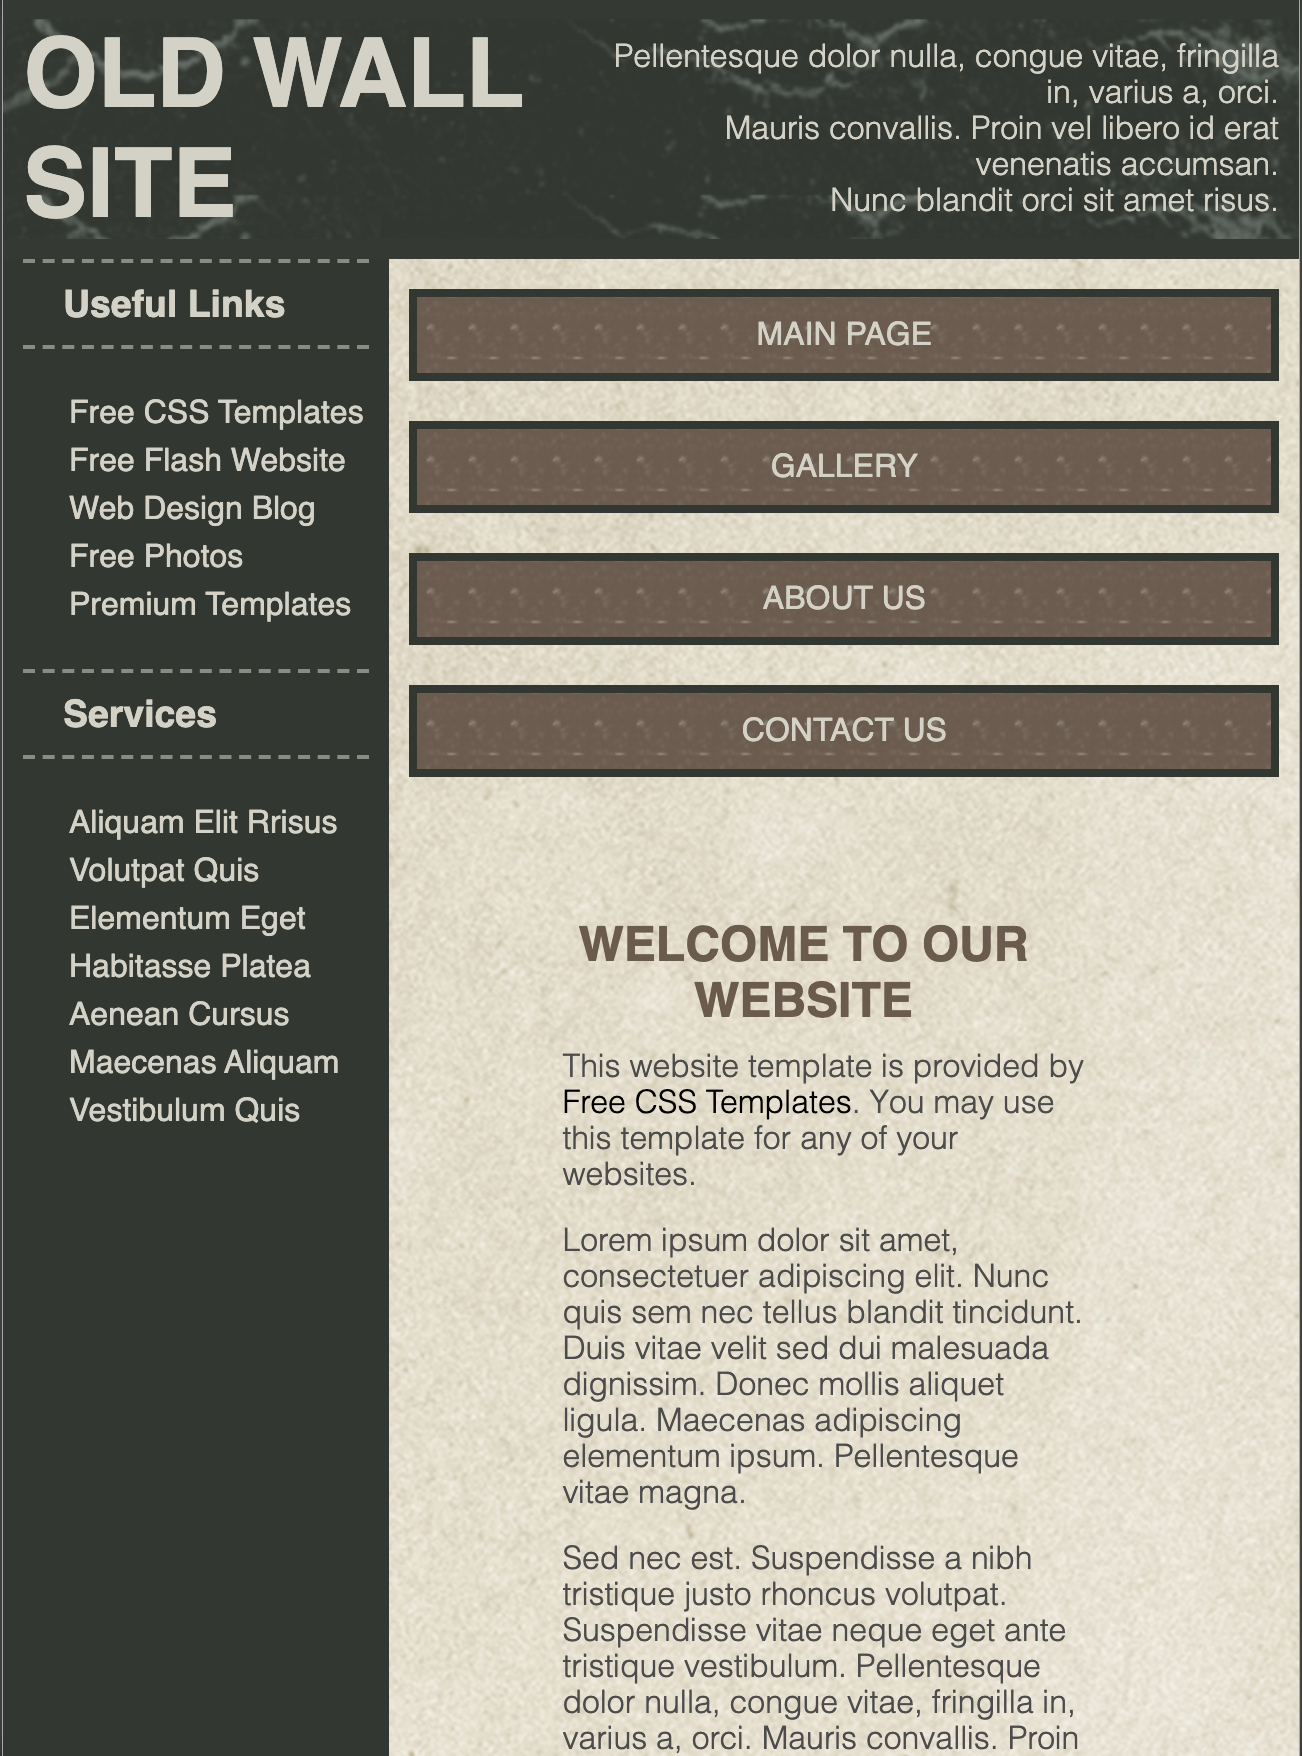 OLD WALL
SITE
Pellentesque dolor nulla, congue vitae, fringilla
in, varius a, orci.
Mauris convallis. Proin vel libero id erat
venenatis accumsan.
Nunc blandit orci sit amet risus.
Useful Links
Free CSS Templates
Free Flash Website
Web Design Blog
Free Photos
Premium Templates
Services
Aliquam Elit Rrisus
Volutpat Quis
Elementum Eget
Habitasse Platea
Aenean Cursus
Maecenas Aliquam
Vestibulum Quis
MAIN PAGE
GALLERY
ABOUT US
CONTACT US
WELCOME TO OUR
WEBSITE
This website template is provided by
Free CSS Templates. You may use
this template for any of your
websites.
Lorem ipsum dolor sit amet,
consectetuer adipiscing elit. Nunc
quis sem nec tellus blandit tincidunt.
Duis vitae velit sed dui malesuada
dignissim. Donec mollis aliquet
ligula. Maecenas adipiscing
elementum ipsum. Pellentesque
vitae magna.
Sed nec est. Suspendisse a nibh
tristique justo rhoncus volutpat.
Suspendisse vitae neque eget ante
tristique vestibulum. Pellentesque
dolor nulla, congue vitae, fringilla in,
varius a, orci. Mauris convallis. Proin